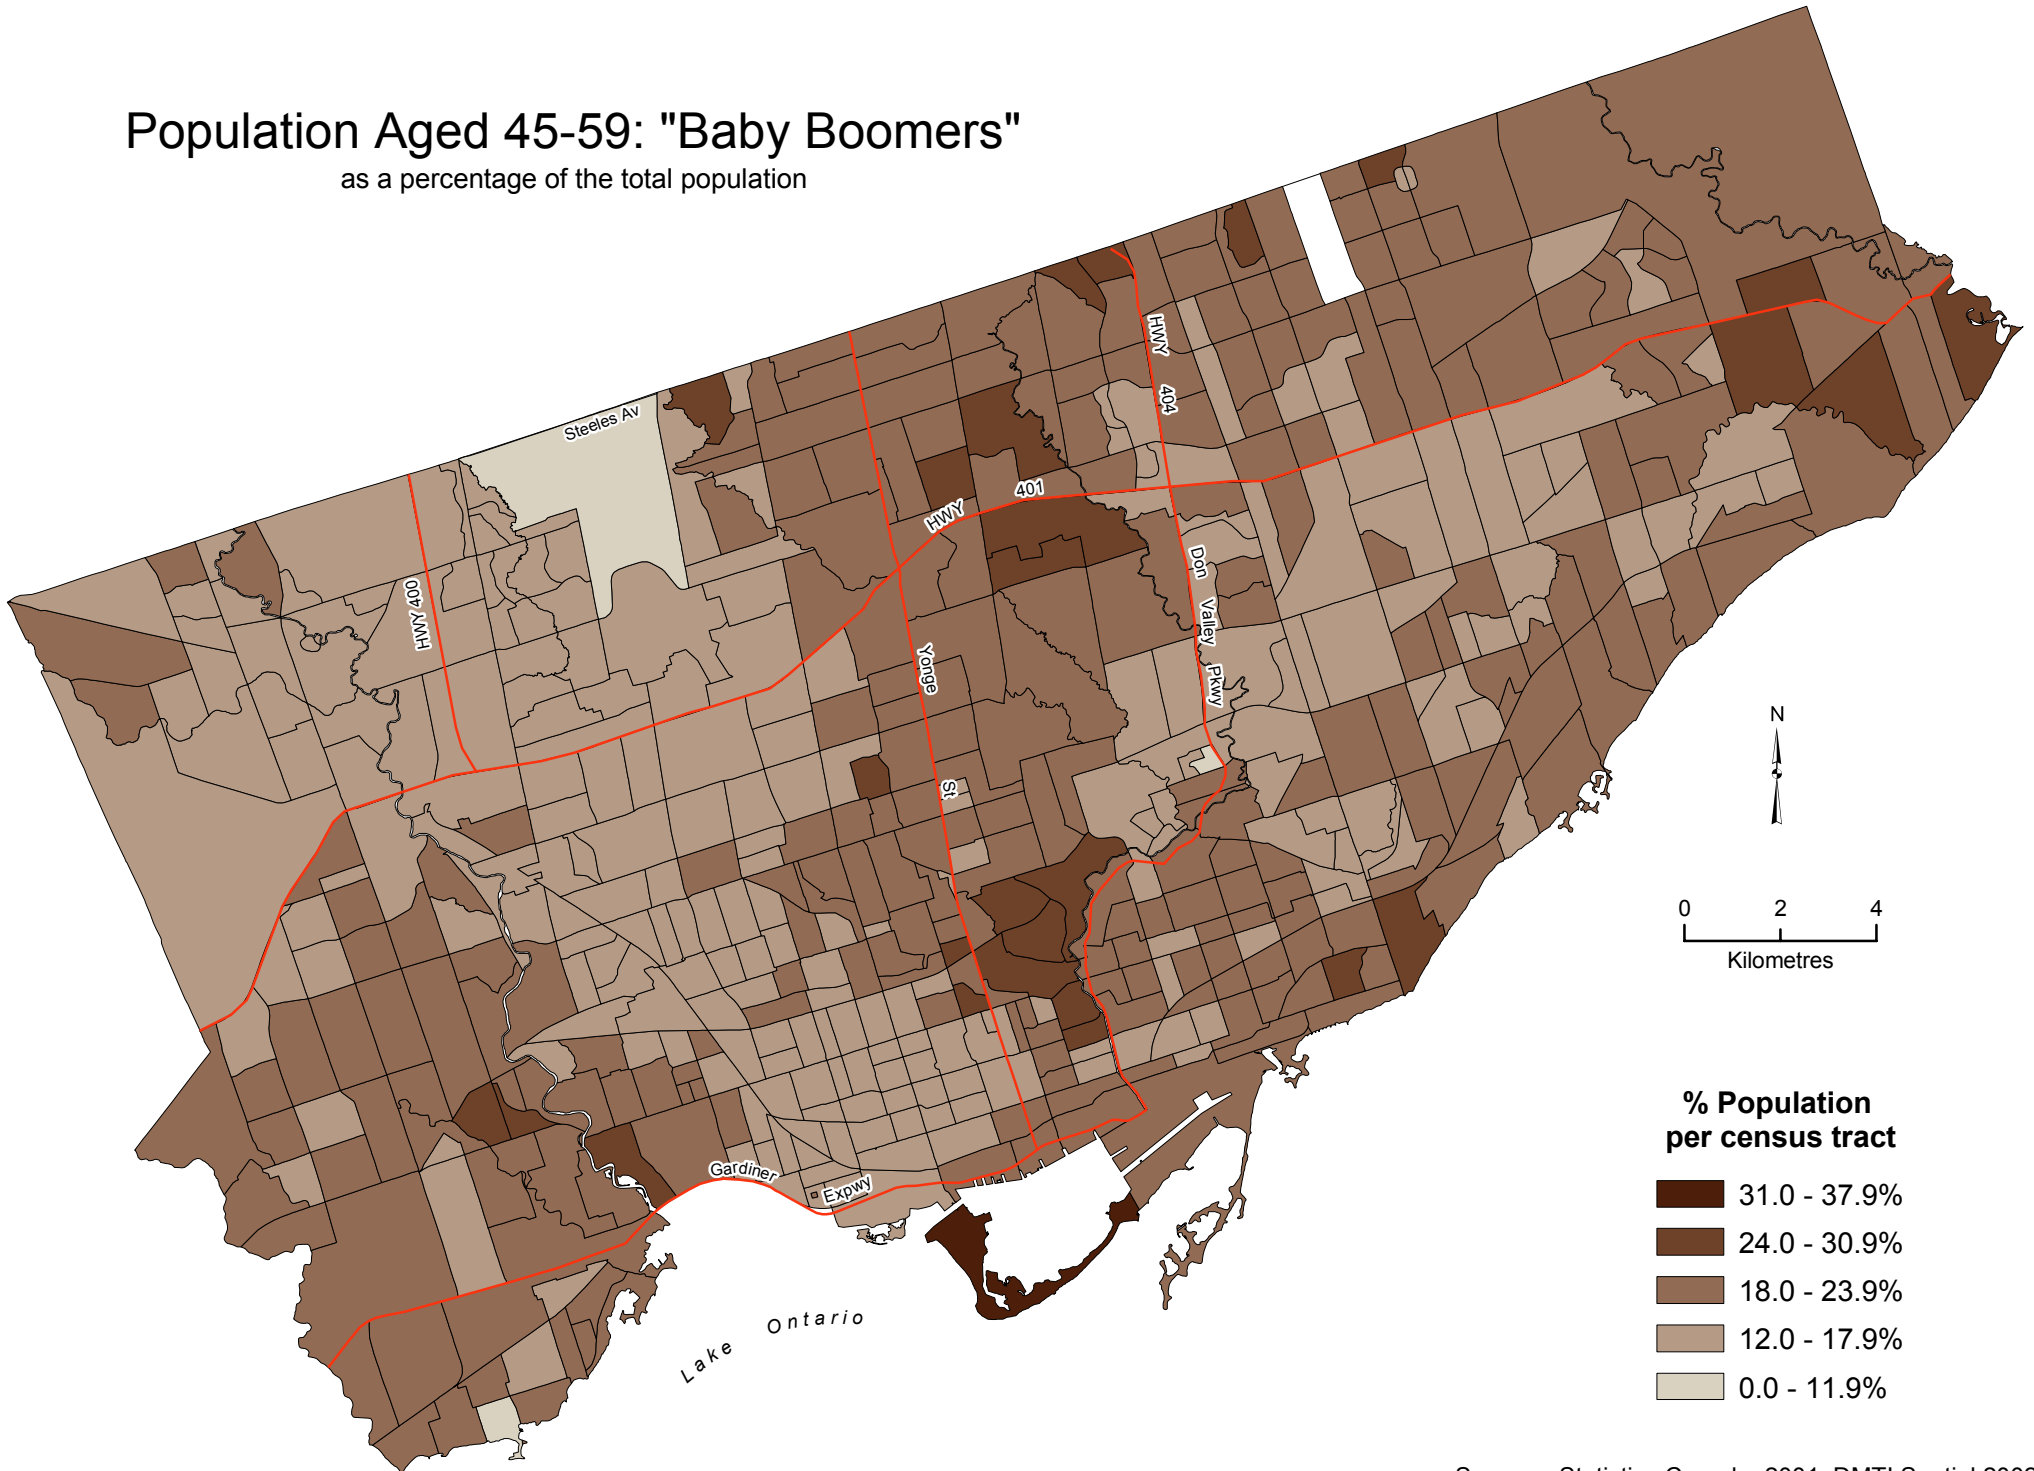 Population Aged 45-59: "Baby Boomers"
as a percentage of the total population
Steeles Av
HWY 400
HWY
404
HWY
401
Don
Valley
Pkwy
Yonge
St
Gardiner
Expwy
Lake Ontario
N
0 2 4
Kilometres
% Population
per census tract
31.0 - 37.9%
24.0 - 30.9%
18.0 - 23.9%
12.0 - 17.9%
0.0 - 11.9%